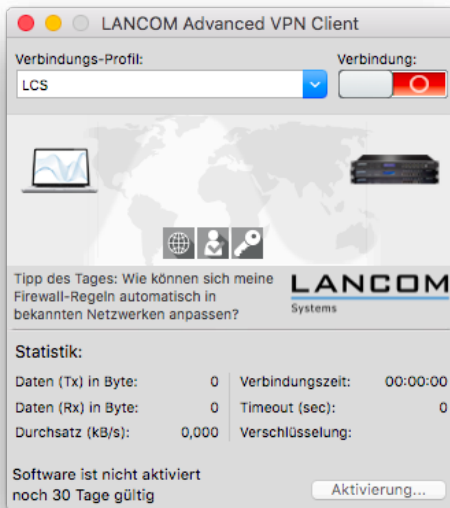 LANCOM Advanced VPN Client
Verbindungs-Profil:
Verbindung:
LCS
Tipp des Tages: Wie können sich meine
Firewall-Regeln automatisch in
bekannten Netzwerken anpassen?
LANCOM
Systems
Statistik:
Daten (Tx) in Byte: 0
Verbindungszeit: 00:00:00
Daten (Rx) in Byte: 0
Timeout (sec): 0
Durchsatz (kB/s): 0,000
Verschlüsselung:
Software ist nicht aktiviert
noch 30 Tage gültig
Aktivierung...